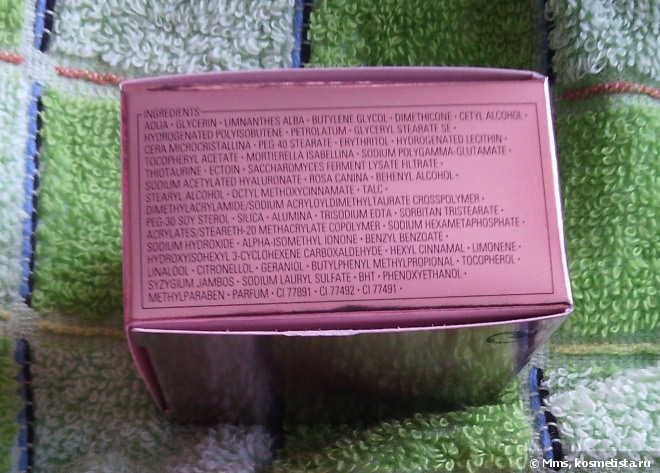 INGREDIENTS
AQUA • GLYCERIN • LIMNANTHES ALBA • BUTYLENE GLYCOL • DIMETHICONE • CETYL ALCOHOL •
HYDROGENATED POLYISOBUTENE • PETROLATUM • GLYCERYL STEARATE SE •
CERA MICROCRISTALLINA • PEG-40 STEARATE • ERYTHRITOL • HYDROGENATED LECITHIN •
TOCOPHERYL ACETATE • MORTIERELLA ISABELLINA • SODIUM POLYGAMMA-GLUTAMATE •
THIOTAURINE • ECTOIN • SACCHAROMYCES FERMENT LYSATE FILTRATE •
SODIUM ACETYLATED HYALURONATE • ROSA CANINA • BEHENYL ALCOHOL •
STEARYL ALCOHOL • OCTYL METHOXYCINNAMATE • TALC •
DIMETHYLACRYLAMIDE/SODIUM ACRYLOYLDIMETHYLTAURATE CROSSPOLYMER •
PEG-30 SOY STEROL • SILICA • ALUMINA • TRISODIUM EDTA • SORBITAN TRISTEARATE •
ACRYLATES/STEARETH-20 METHACRYLATE COPOLYMER • SODIUM HEXAMETAPHOSPHATE •
SODIUM HYDROXIDE • ALPHA-ISOMETHYL IONONE • BENZYL BENZOATE •
HYDROXYISOHEXYL 3-CYCLOHEXENE CARBOXALDEHYDE • HEXYL CINNAMAL • LIMONENE •
LINALOOL • CITRONELLOL • GERANIOL • BUTYLPHENYL METHYLPROPIONAL • TOCOPHEROL •
SYZYGIUM JAMBOS • SODIUM LAURYL SULFATE • BHT • PHENOXYETHANOL •
METHYLPARABEN • PARFUM • CI 77891 • CI 77492 • CI 77491 •
© Mms, kosmetista.ru